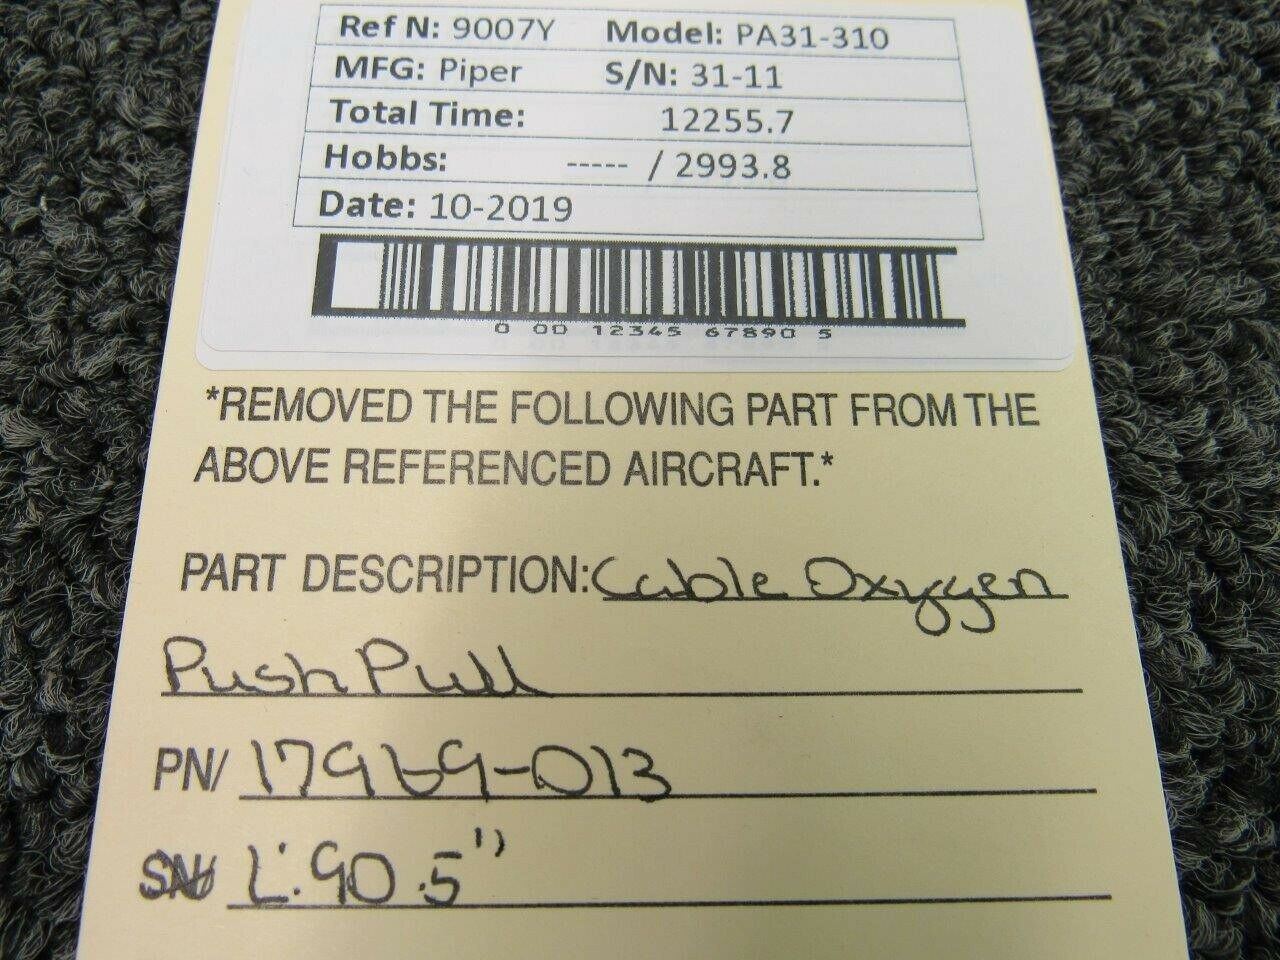 Ref N: 9007Y Model: PA31-310
MFG: Piper S/N: 31-11
Total Time: 12255.7
Hobbs: ----- / 2993.8
Date: 10-2019
0 00 12345 67890 5
*REMOVED THE FOLLOWING PART FROM THE
ABOVE REFERENCED AIRCRAFT.*
PART DESCRIPTION: Cable Oxygen
Push Pull
PN/ 17969-013
SN/ L: 90.5"